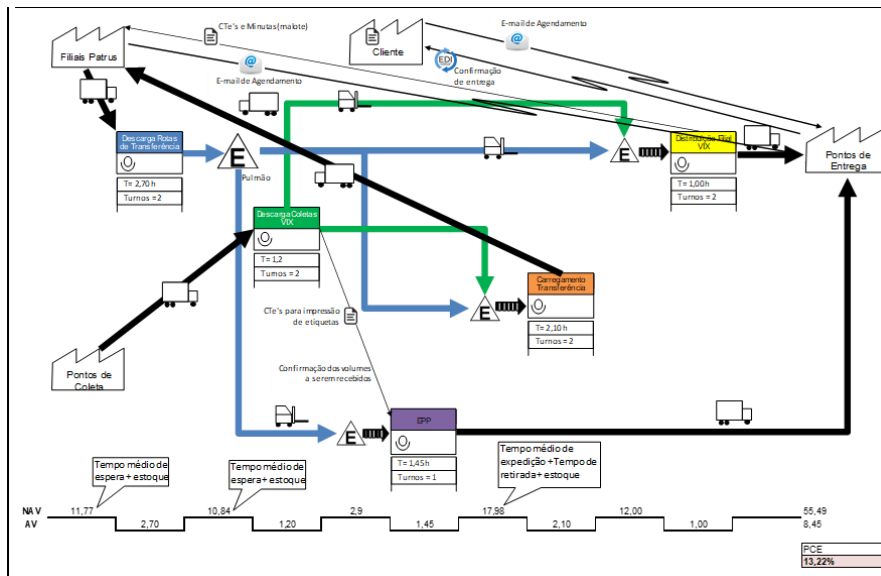 CTe's e Minutas (malote)
E-mail de Agendamento
Filiais Patrus
Cliente
EDI
Confirmação
de entrega
E-mail de Agendamento
Descarga Rotas
de Transferência
T= 2,70 h
Turnos =2
E
Pulmão
E
Distribuição Filial
VIX
T= 1,00h
Turnos = 2
Pontos de
Entrega
Descarga Coletas
VIX
T= 1,2
Turnos = 2
E
Carregamento
Transferência
T= 2,10 h
Turnos = 2
CTe's para impressão
de etiquetas
Pontos de
Coleta
Confirmação dos volumes
a serem recebidos
E
EPP
T= 1,45h
Turnos = 1
Tempo médio de
espera+ estoque
Tempo médio de
espera+ estoque
Tempo médio de
expedição +Tempo de
retirada+ estoque
NAV 11,77 10,84 2,9 17,98 12,00 55,49
AV 2,70 1,20 1,45 2,10 1,00 8,45
PCE
13,22%